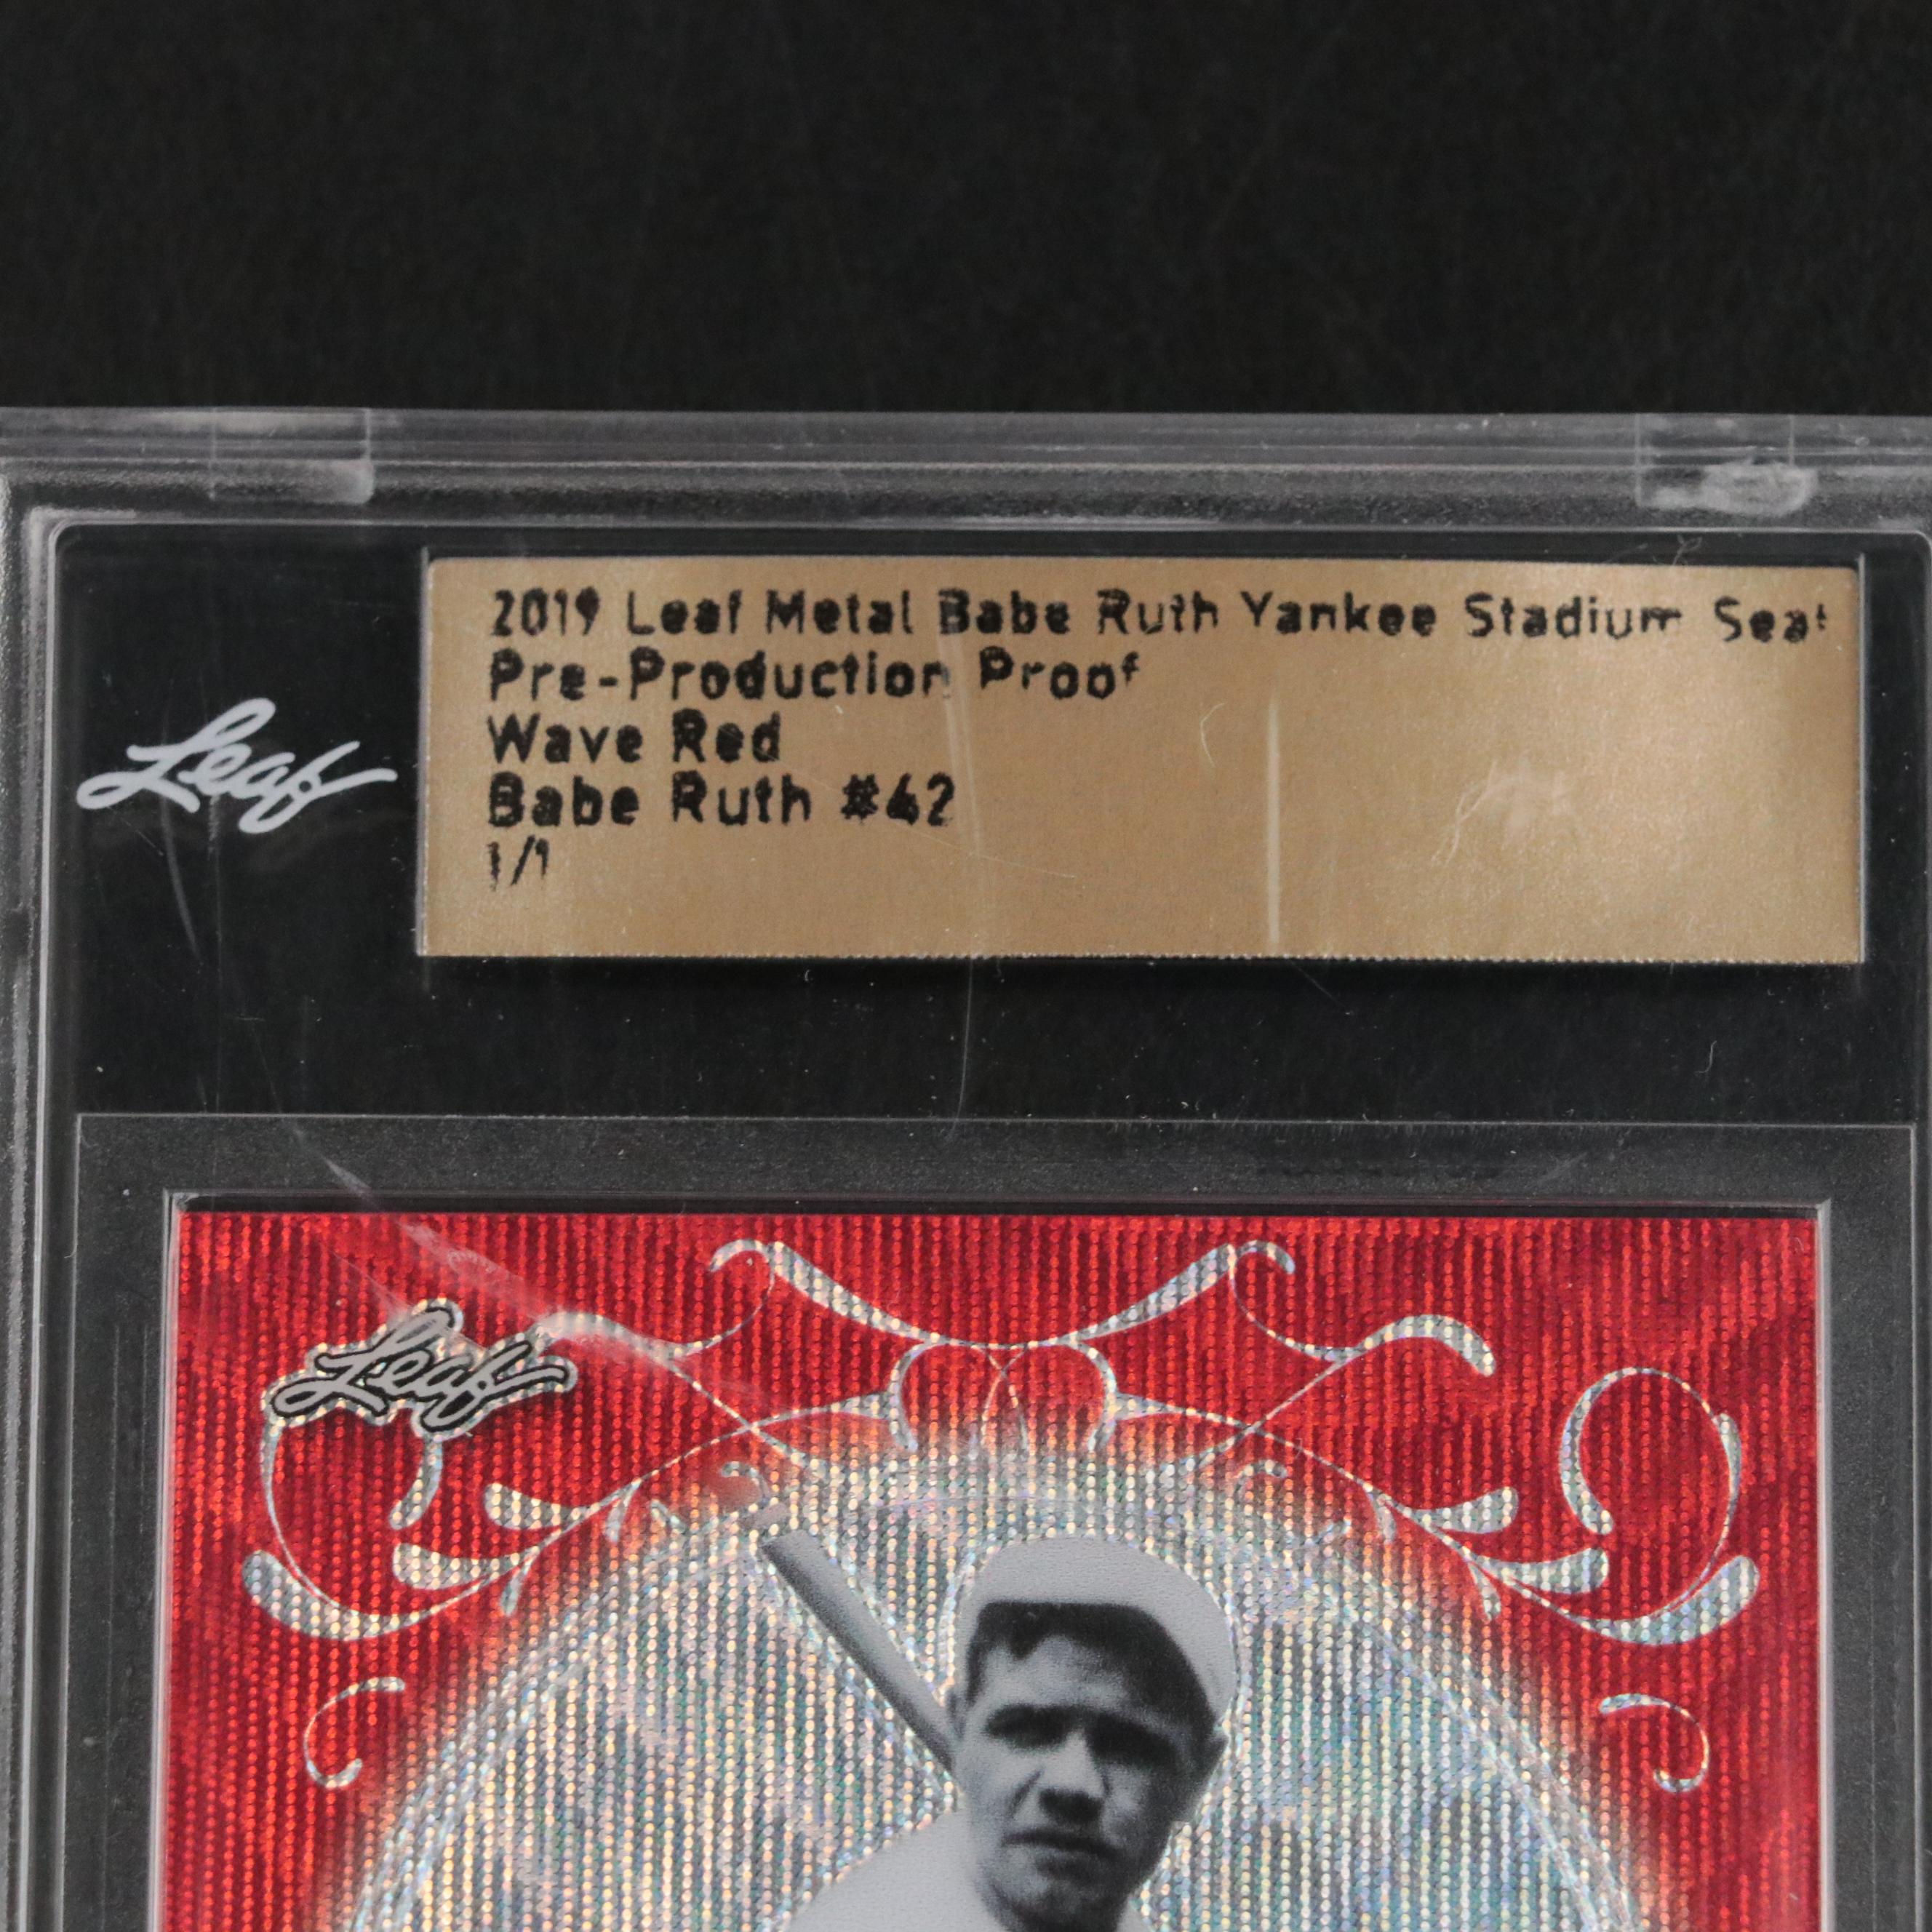 2019 Leaf Metal Babe Ruth Yankee Stadium Seat
Pre-Production Proof
Wave Red
Babe Ruth #42
1/1
Leaf
Leaf